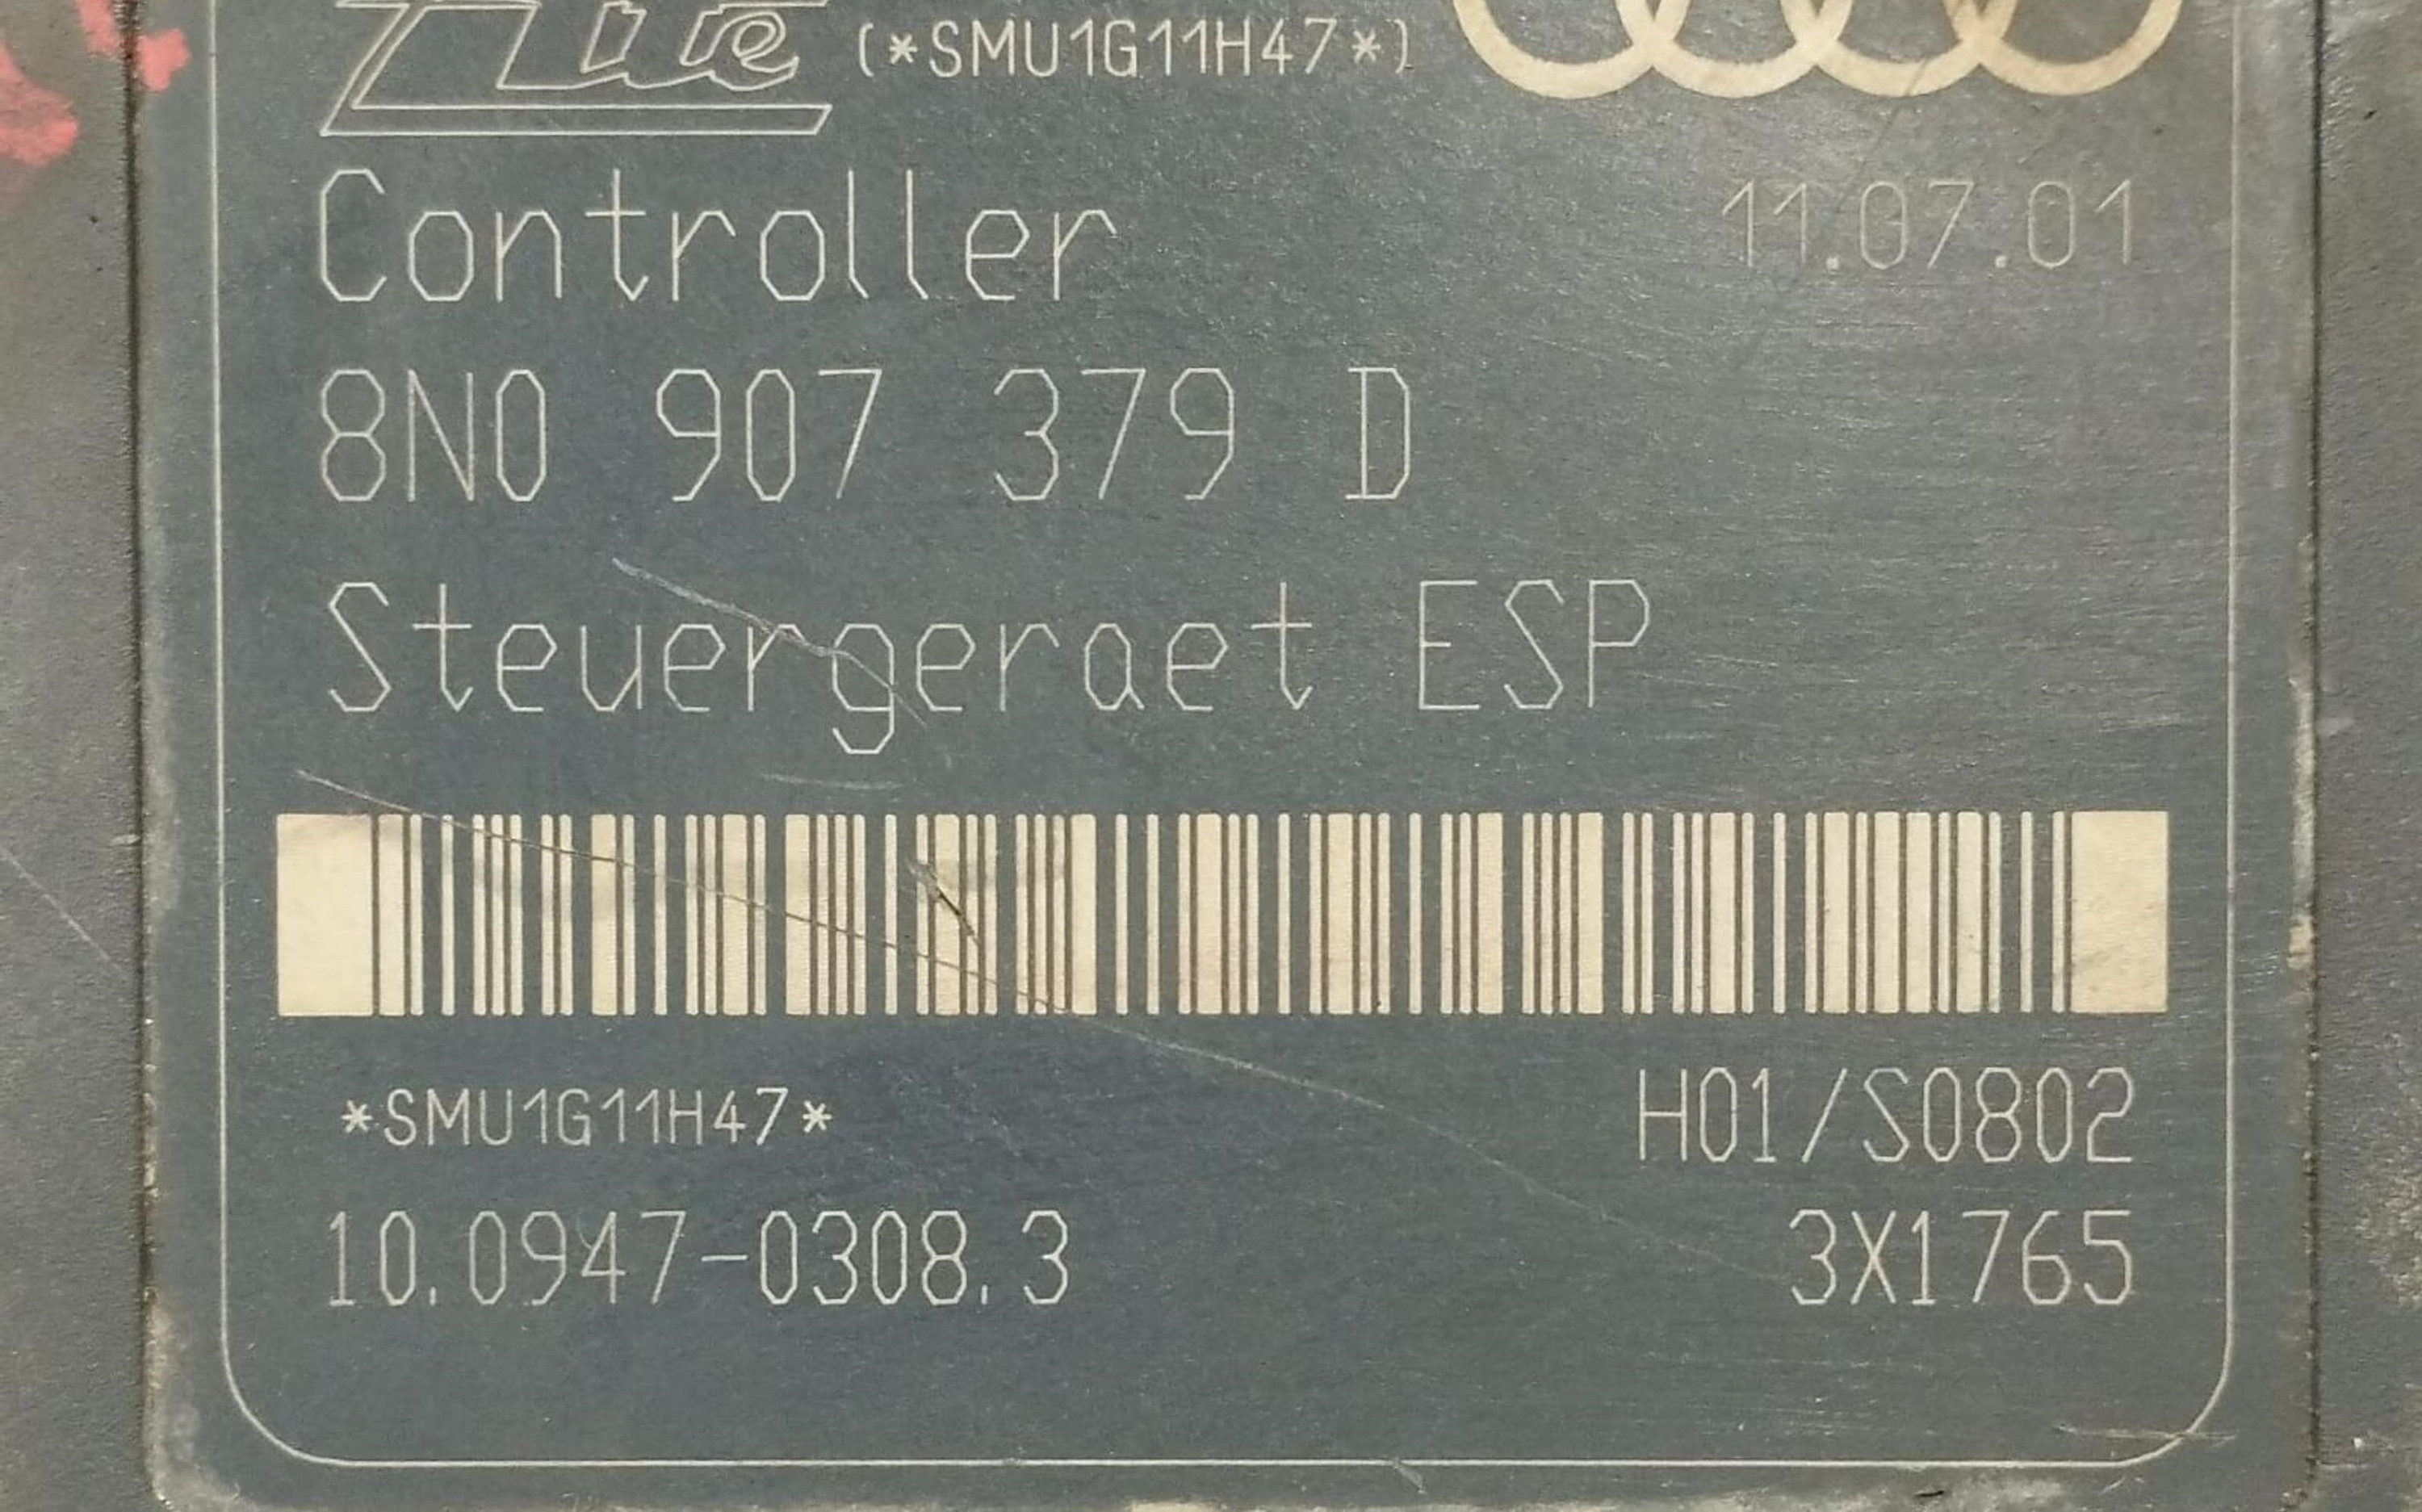 Ate (*SMU1G11H47*)
Controller 11.07.01
8N0 907 379 D
Steuergeraet ESP
*SMU1G11H47* H01/S0802
10.0947-0308.3 3X1765